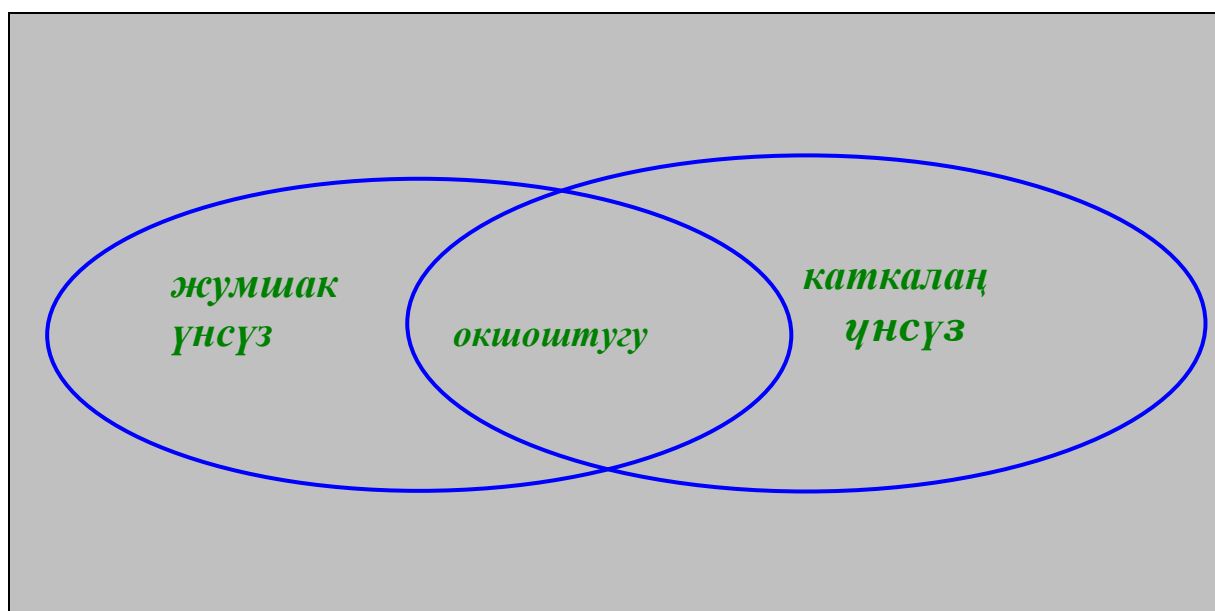 жумшак
үнсүз
окшоштугу
каткалаң
үнсүз